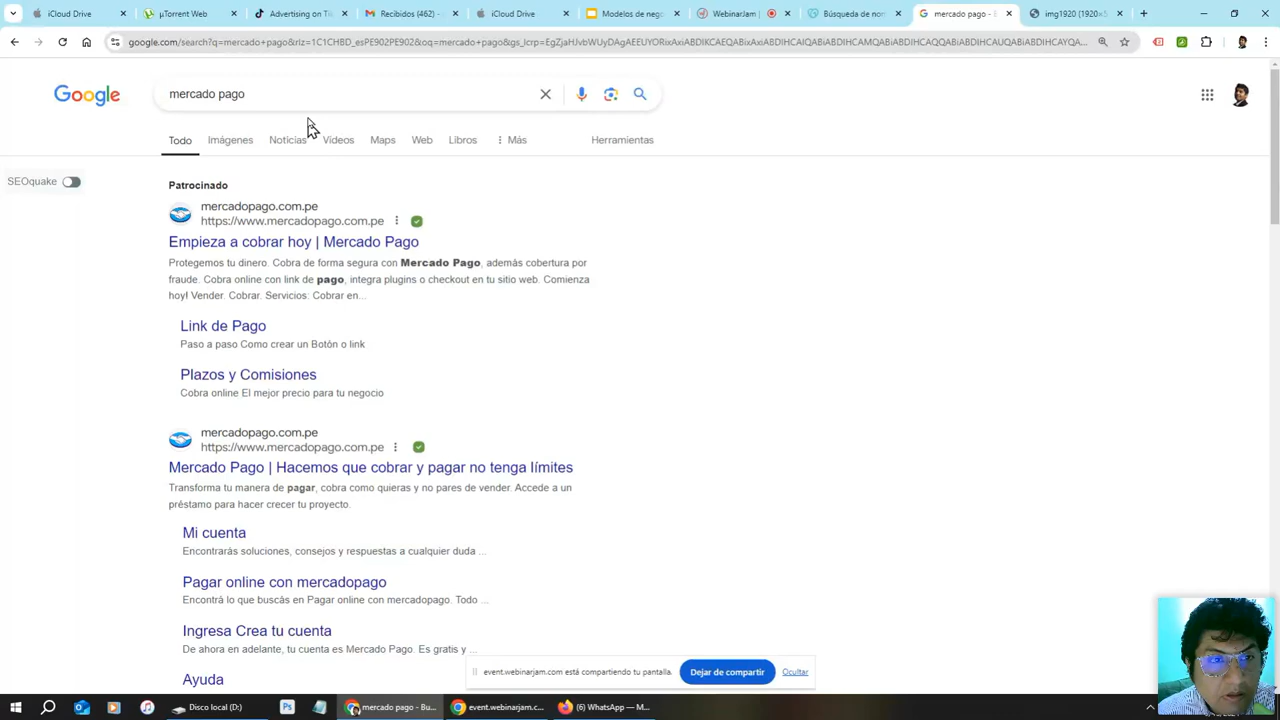 iCloud Drive
µTorrent Web
Advertising on Ti
Recibidos (462) -
iCloud Drive
Modelos de neg
WebinarJam |
Búsqueda de no
mercado pago - B
img1920 (1920×5
mercado pago
Google
Todo
Imágenes
Noticias
Vídeos
Maps
Web
Libros
Más
Herramientas
SEOquake
Patrocinado
mercadopago.com.pe
https://www.mercadopago.com.pe
Empieza a cobrar hoy | Mercado Pago
Protegemos tu dinero. Cobra de forma segura con Mercado Pago, además cobertura por
fraude. Cobra online con link de pago, integra plugins o checkout en tu sitio web. Comienza
hoy! Vender. Cobrar. Servicios: Cobrar en...
Link de Pago
Paso a paso Como crear un Botón o link
Plazos y Comisiones
Cobra online El mejor precio para tu negocio
mercadopago.com.pe
https://www.mercadopago.com.pe
Mercado Pago | Hacemos que cobrar y pagar no tenga límites
Transforma tu manera de pagar, cobra como quieras y no pares de vender. Accede a un
préstamo para hacer crecer tu proyecto.
Mi cuenta
Encontrarás soluciones, consejos y respuestas a cualquier duda ...
Pagar online con mercadopago
Encontrá lo que buscás en Pagar online con mercadopago. Todo ...
Ingresa Crea tu cuenta
De ahora en adelante, tu cuenta es Mercado Pago. Es gratis y ...
Ayuda
event.webinarjam.com está compartiendo tu pantalla.
Dejar de compartir
Ocultar
Disco local (D:)
mercado pago - Bu...
event.webinarjam.c...
(6) WhatsApp — M...